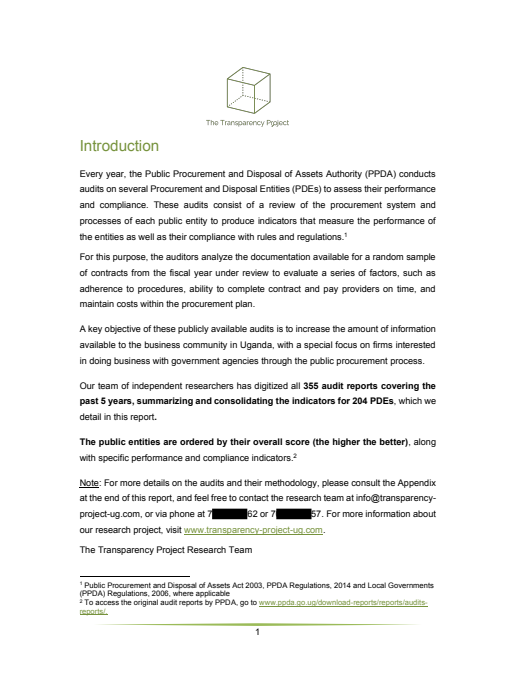 The Transparency Project
Introduction
Every year, the Public Procurement and Disposal of Assets Authority (PPDA) conducts
audits on several Procurement and Disposal Entities (PDEs) to assess their performance
and compliance. These audits consist of a review of the procurement system and
processes of each public entity to produce indicators that measure the performance of
the entities as well as their compliance with rules and regulations.¹
For this purpose, the auditors analyze the documentation available for a random sample
of contracts from the fiscal year under review to evaluate a series of factors, such as
adherence to procedures, ability to complete contract and pay providers on time, and
maintain costs within the procurement plan.
A key objective of these publicly available audits is to increase the amount of information
available to the business community in Uganda, with a special focus on firms interested
in doing business with government agencies through the public procurement process.
Our team of independent researchers has digitized all 355 audit reports covering the
past 5 years, summarizing and consolidating the indicators for 204 PDEs, which we
detail in this report.
The public entities are ordered by their overall score (the higher the better), along
with specific performance and compliance indicators.²
Note: For more details on the audits and their methodology, please consult the Appendix
at the end of this report, and feel free to contact the research team at info@transparency-
project-ug.com, or via phone at 7 62 or 7 57. For more information about
our research project, visit www.transparency-project-ug.com.
The Transparency Project Research Team
¹ Public Procurement and Disposal of Assets Act 2003, PPDA Regulations, 2014 and Local Governments
(PPDA) Regulations, 2006, where applicable
² To access the original audit reports by PPDA, go to www.ppda.go.ug/download-reports/reports/audits-
reports/.
1